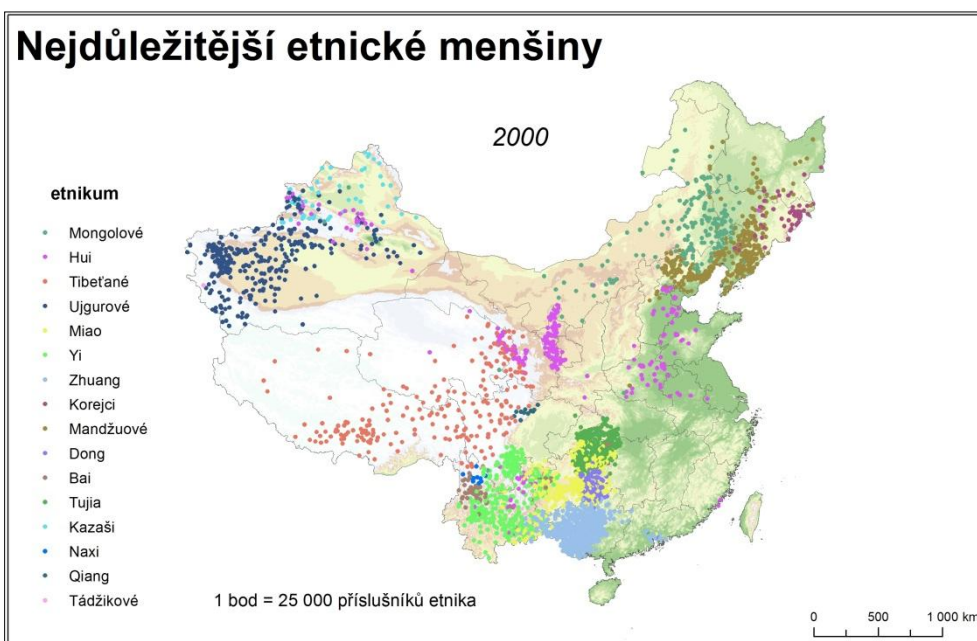 Nejdůležitější etnické menšiny
2000
etnikum
Mongolové
Hui
Tibeťané
Ujgurové
Miao
Yi
Zhuang
Korejci
Mandžuové
Dong
Bai
Tujia
Kazaši
Naxi
Qiang
Tádžikové
1 bod = 25 000 příslušníků etnika
0 500 1 000 km